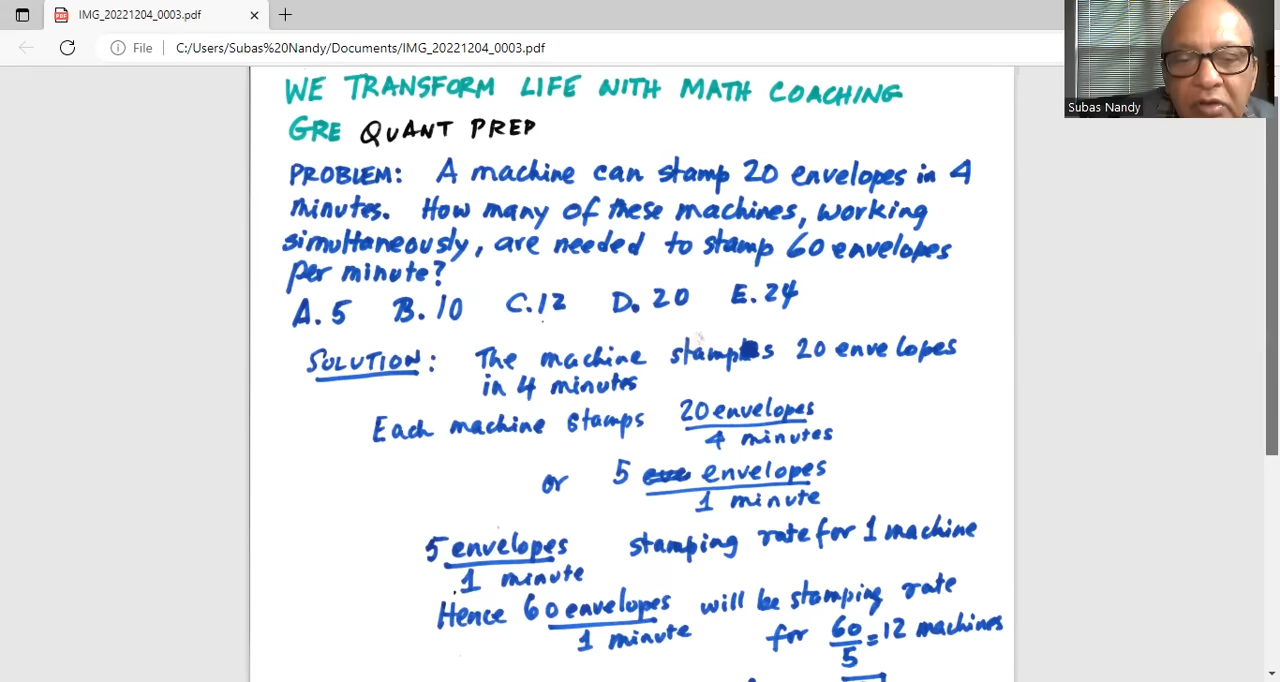 IMG_20221204_0003.pdf
File C:/Users/Subas%20Nandy/Documents/IMG_20221204_0003.pdf
Subas Nandy
WE TRANSFORM LIFE WITH MATH COACHING
GRE QUANT PREP
PROBLEM: A machine can stamp 20 envelopes in 4
minutes. How many of these machines, working
simultaneously, are needed to stamp 60 envelopes
per minute?
A. 5 B. 10 C. 12 D. 20 E. 24
SOLUTION: The machine stamps 20 envelopes
in 4 minutes
Each machine stamps 20 envelopes
4 minutes
or 5 envelopes
1 minute
5 envelopes stamping rate for 1 machine
1 minute
Hence 60 envelopes will be stamping rate
1 minute for 60/5 = 12 machines